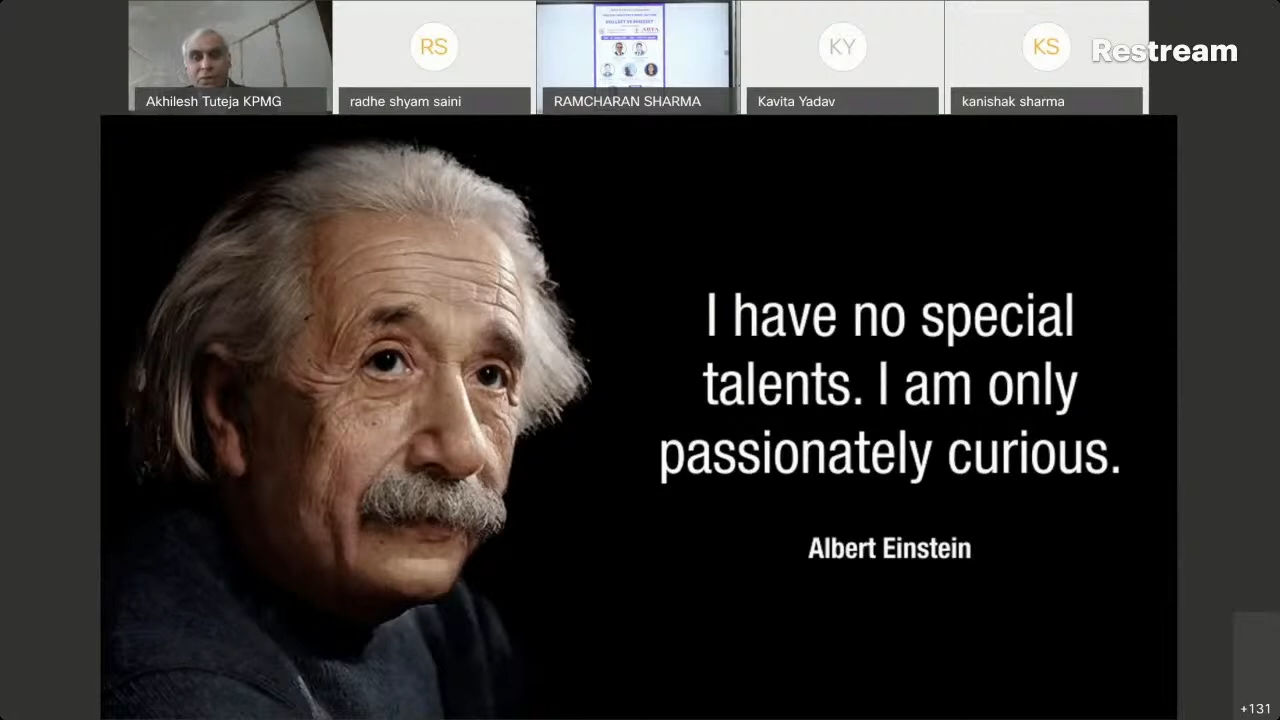 Restream
RS
KY
KS
Akhilesh Tuteja KPMG
radhe shyam saini
RAMCHARAN SHARMA
Kavita Yadav
kanishak sharma
I have no special
talents. I am only
passionately curious.
Albert Einstein
+131